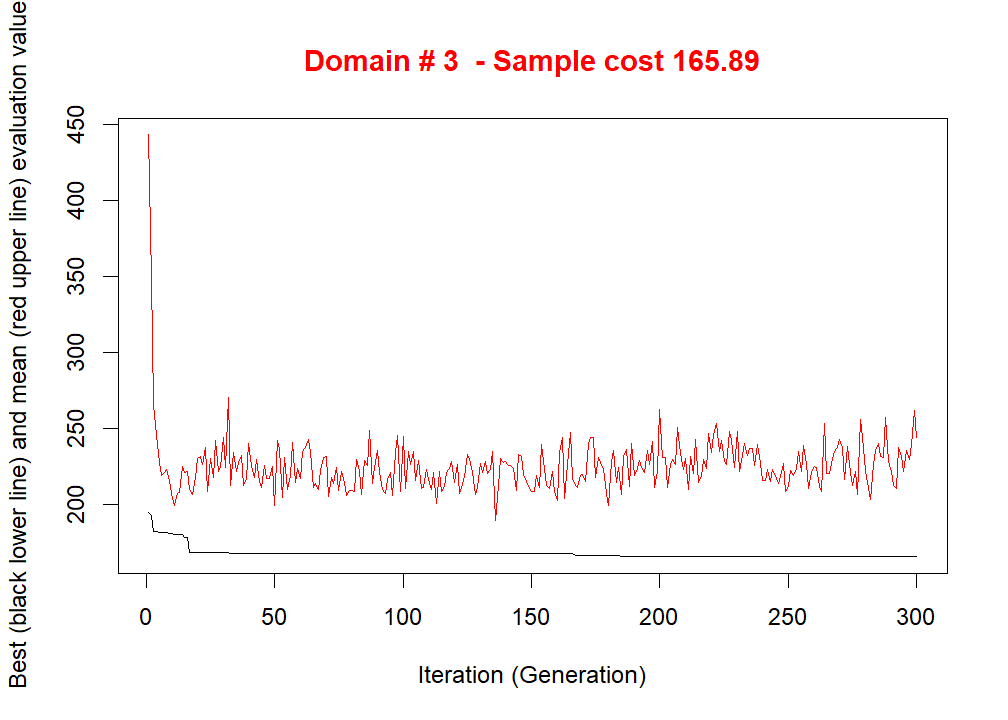 Domain # 3  - Sample cost 165.89
Best (black lower line) and mean (red upper line) evaluation value
450
400
350
300
250
200
0 50 100 150 200 250 300
Iteration (Generation)